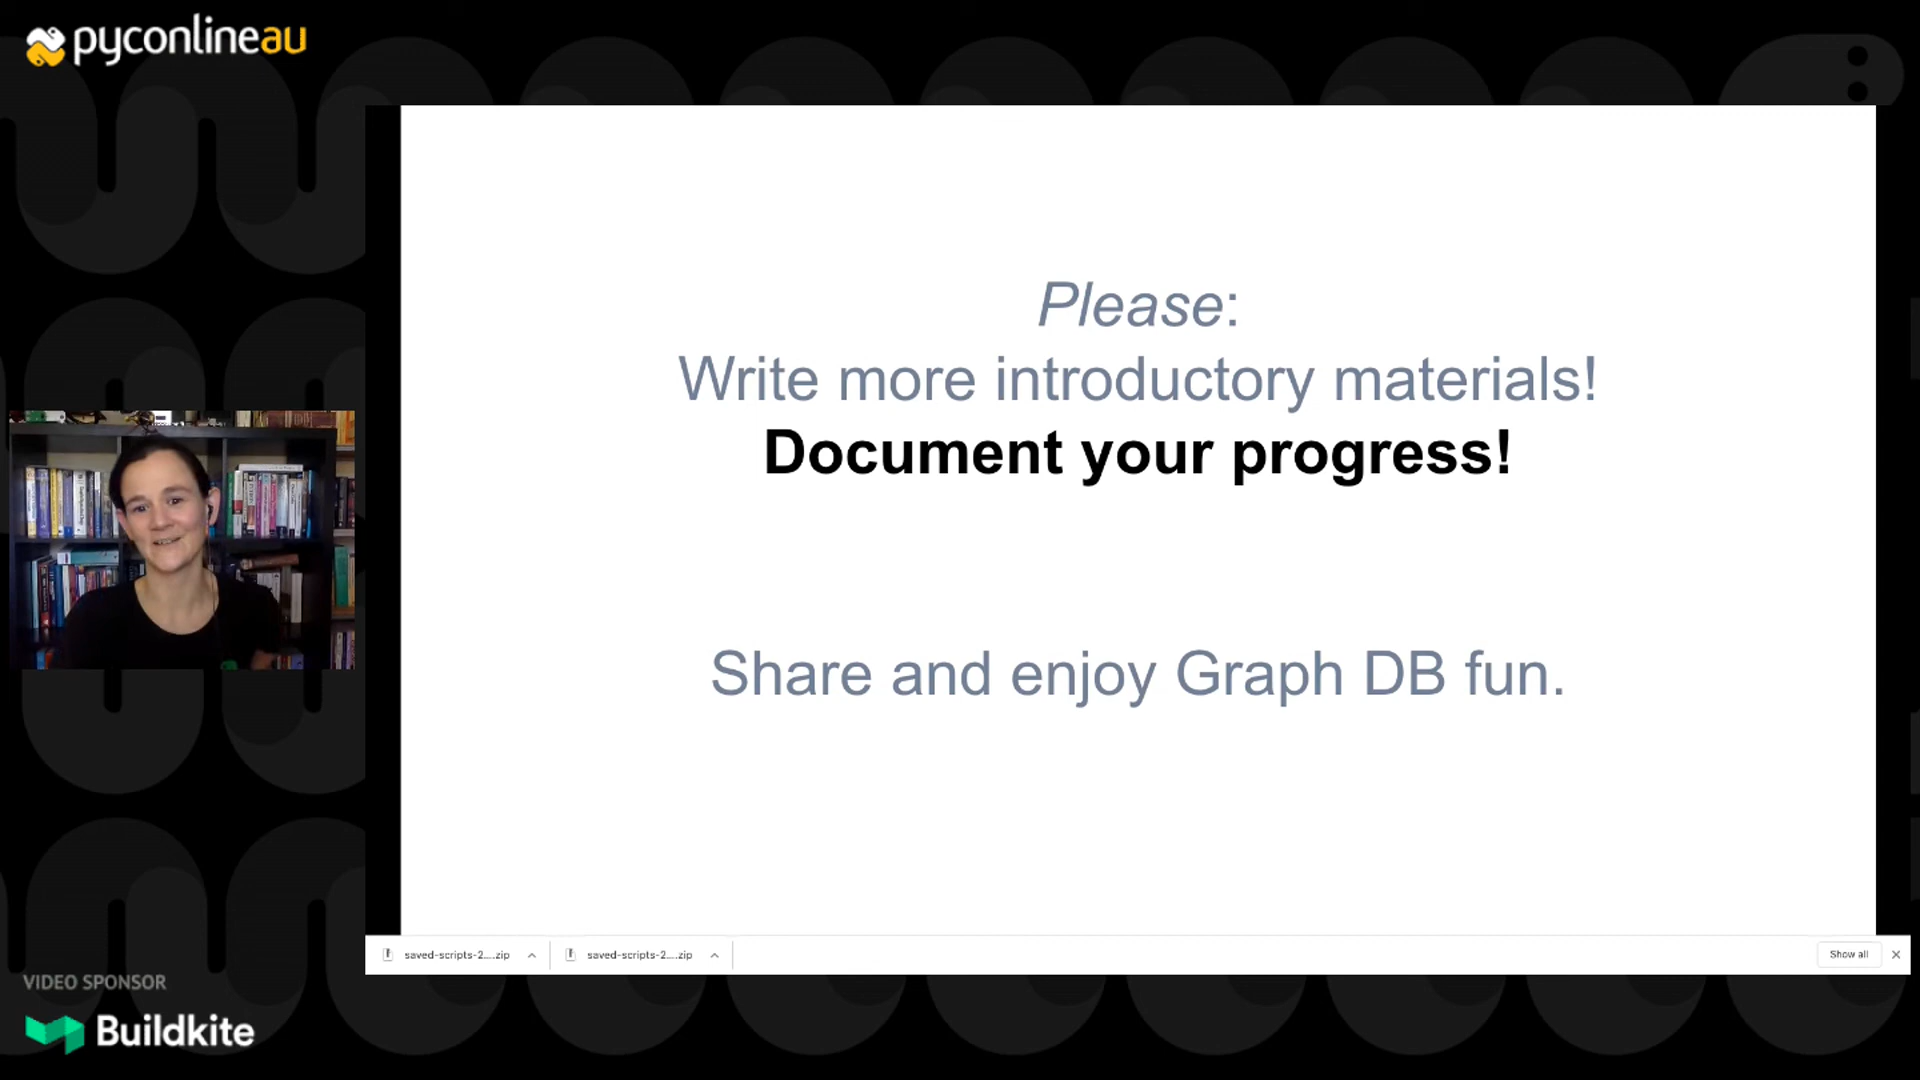 pyconlineau
Please:
Write more introductory materials!
Document your progress!
Share and enjoy Graph DB fun.
saved-scripts-2....zip
saved-scripts-2....zip
Show all
VIDEO SPONSOR
Buildkite